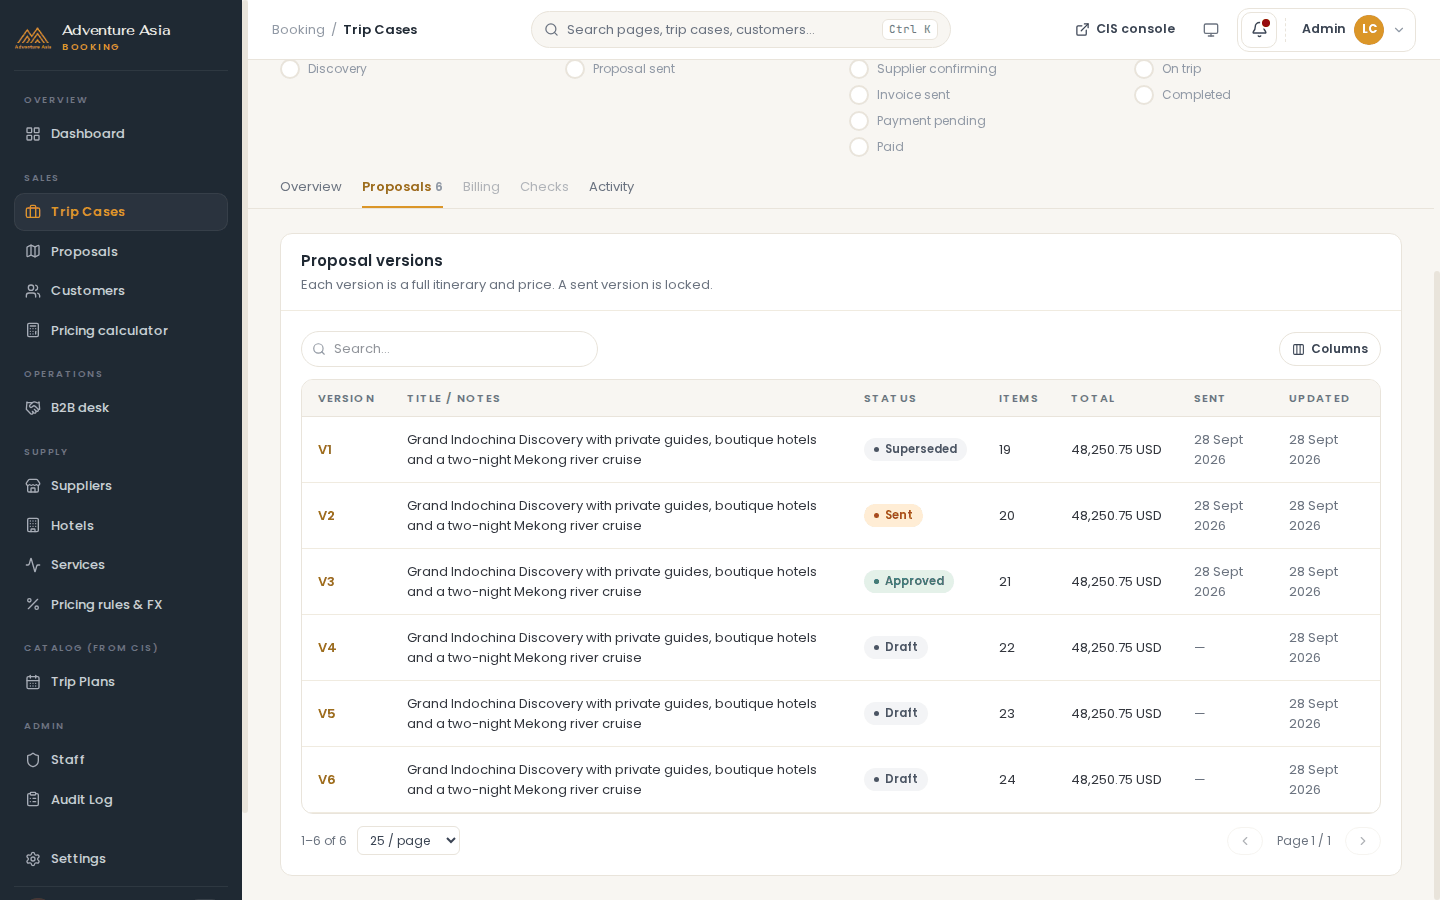 Adventure Asia
BOOKING
Adventure Asia
OVERVIEW
Dashboard
SALES
Trip Cases
Proposals
Customers
Pricing calculator
OPERATIONS
B2B desk
SUPPLY
Suppliers
Hotels
Services
Pricing rules & FX
CATALOG (FROM CIS)
Trip Plans
ADMIN
Staff
Audit Log
Settings
Booking / Trip Cases
Search pages, trip cases, customers...
Ctrl K
CIS console
Admin
LC
Discovery
Proposal sent
Supplier confirming
On trip
Invoice sent
Completed
Payment pending
Paid
Overview
Proposals 6
Billing
Checks
Activity
Proposal versions
Each version is a full itinerary and price. A sent version is locked.
Search...
Columns
VERSION TITLE / NOTES STATUS ITEMS TOTAL SENT UPDATED
V1 Grand Indochina Discovery with private guides, boutique hotels Superseded 19 48,250.75 USD 28 Sept 28 Sept
and a two-night Mekong river cruise 2026 2026
V2 Grand Indochina Discovery with private guides, boutique hotels Sent 20 48,250.75 USD 28 Sept 28 Sept
and a two-night Mekong river cruise 2026 2026
V3 Grand Indochina Discovery with private guides, boutique hotels Approved 21 48,250.75 USD 28 Sept 28 Sept
and a two-night Mekong river cruise 2026 2026
V4 Grand Indochina Discovery with private guides, boutique hotels Draft 22 48,250.75 USD — 28 Sept
and a two-night Mekong river cruise 2026
V5 Grand Indochina Discovery with private guides, boutique hotels Draft 23 48,250.75 USD — 28 Sept
and a two-night Mekong river cruise 2026
V6 Grand Indochina Discovery with private guides, boutique hotels Draft 24 48,250.75 USD — 28 Sept
and a two-night Mekong river cruise 2026
1–6 of 6
25 / page
Page 1 / 1